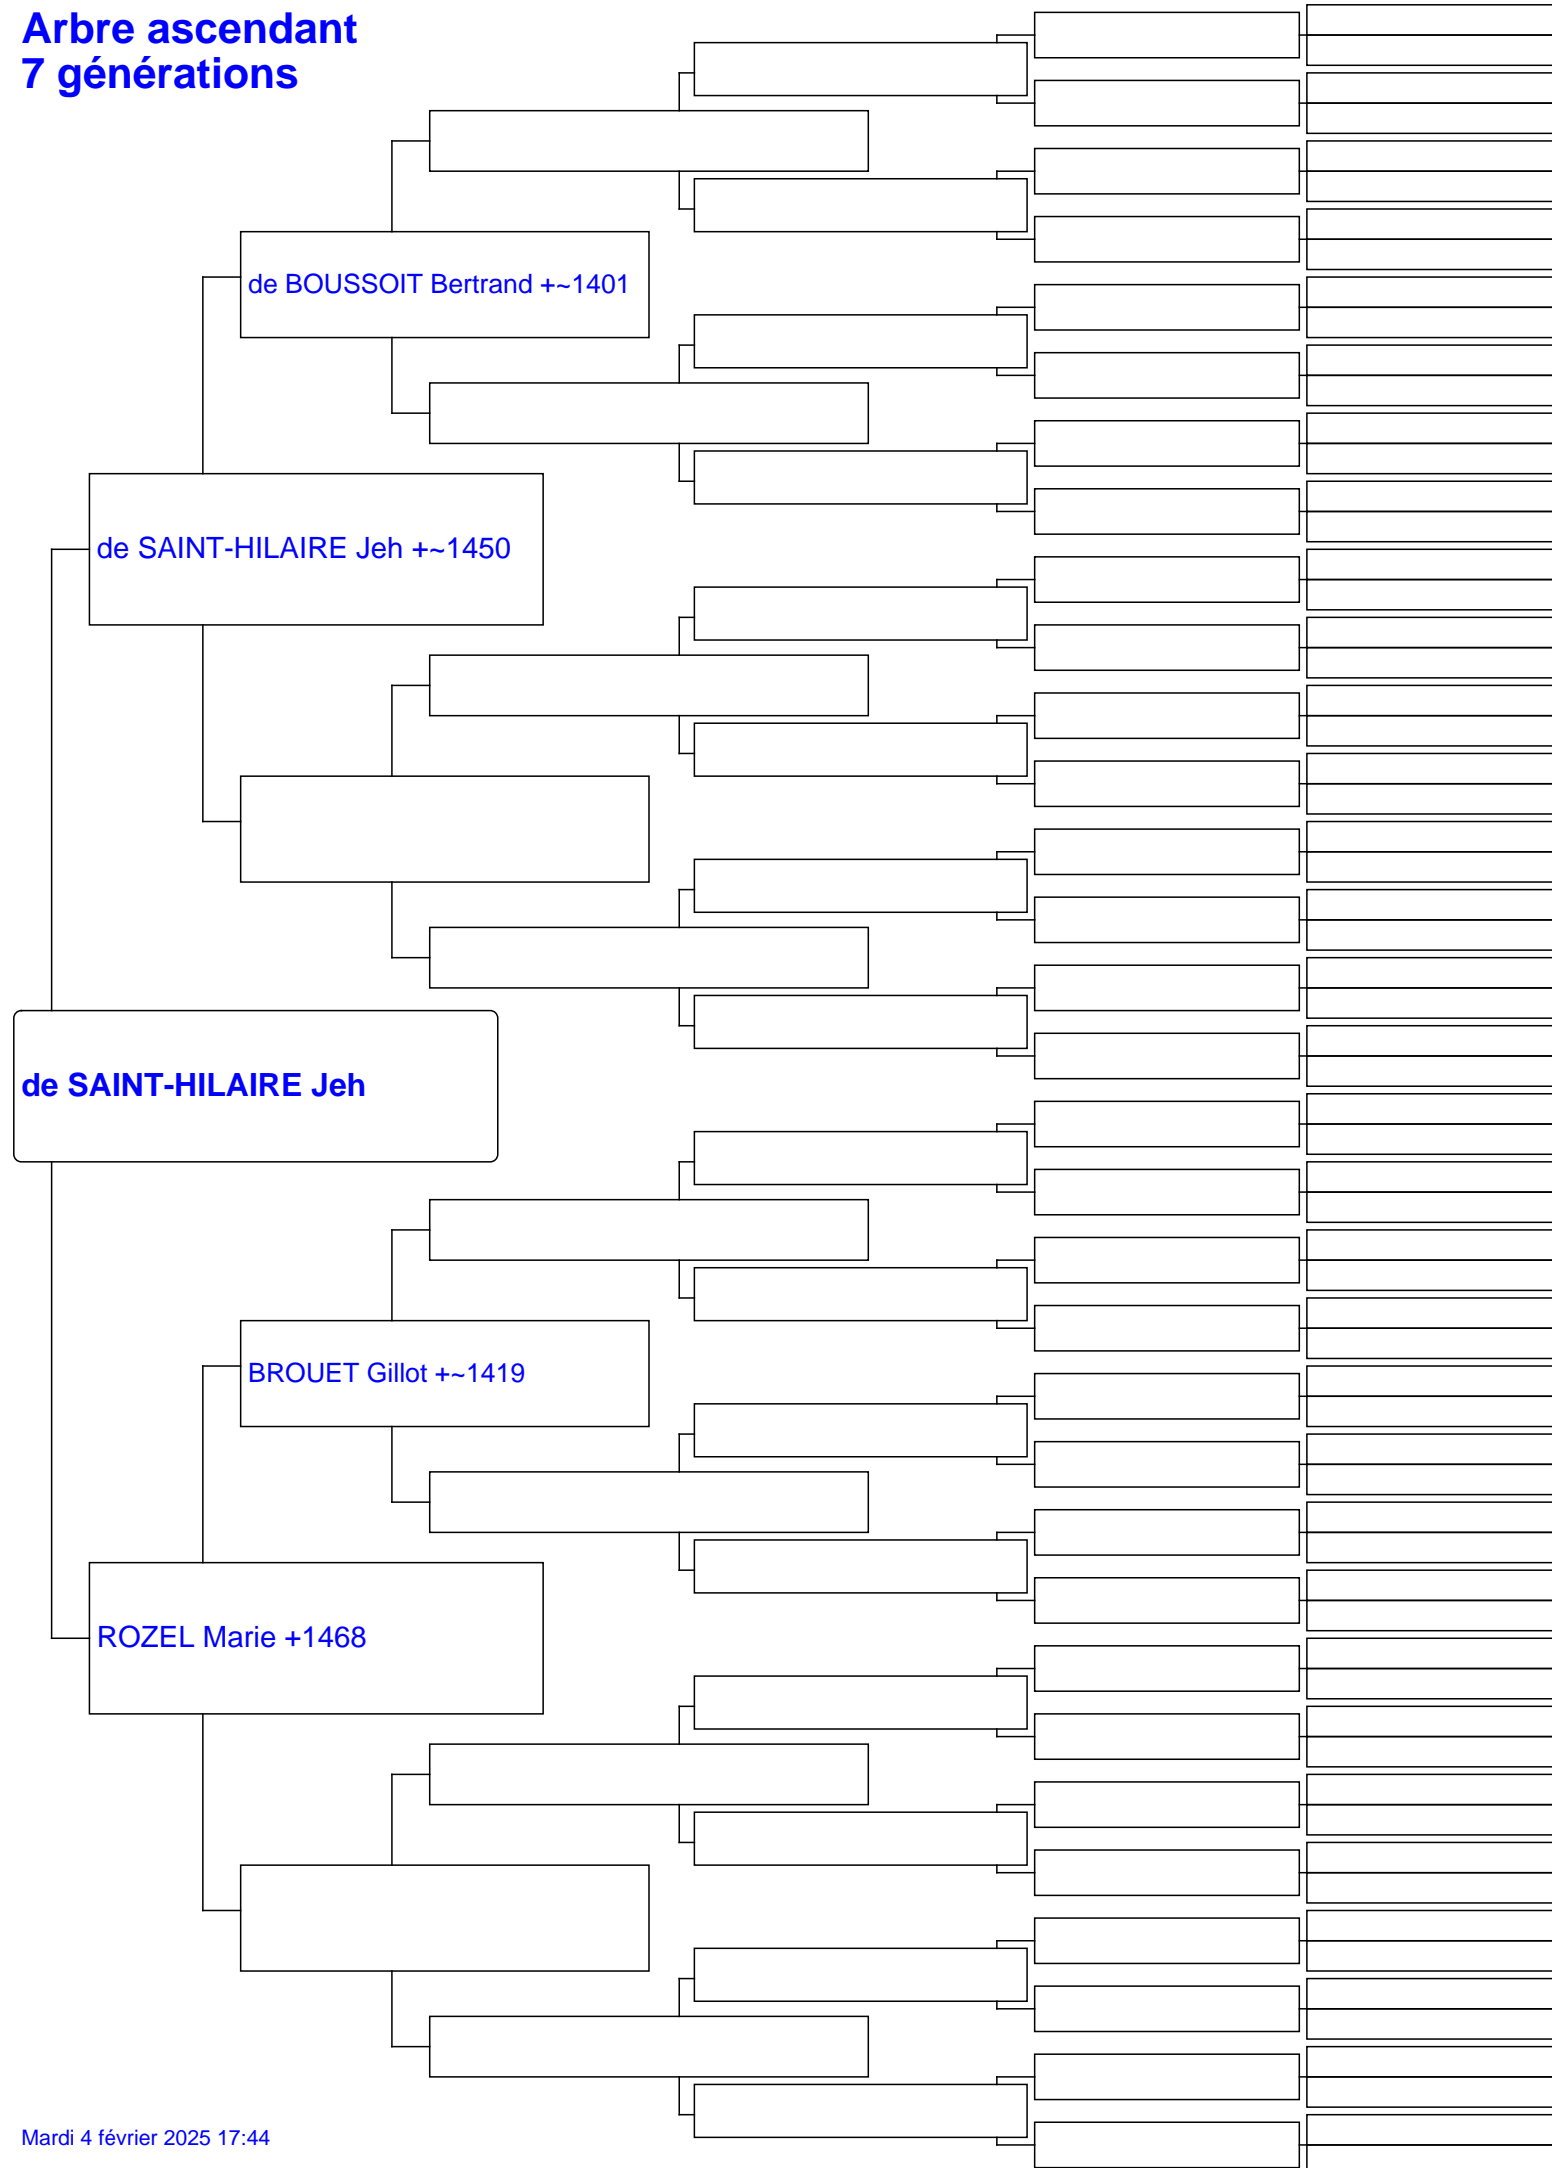 Arbre ascendant
7 générations
de BOUSSOIT Bertrand +~1401
de SAINT-HILAIRE Jeh +~1450
de SAINT-HILAIRE Jeh
BROUET Gillot +~1419
ROZEL Marie +1468
Mardi 4 février 2025 17:44